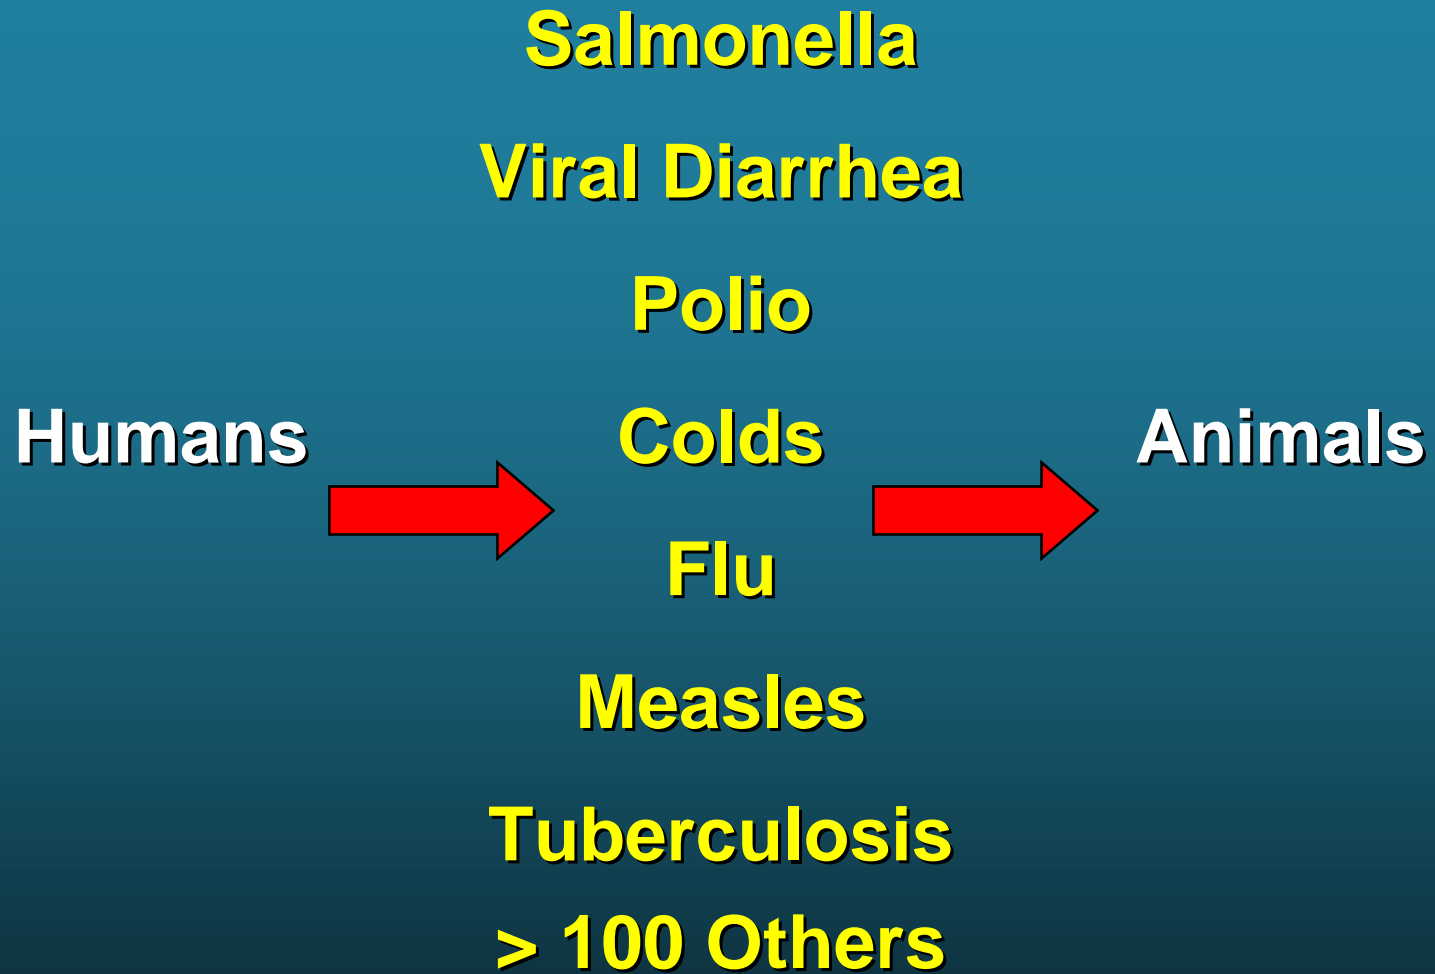 Salmonella
Viral Diarrhea
Polio
Humans
Colds
Animals
Flu
Measles
Tuberculosis
> 100 Others